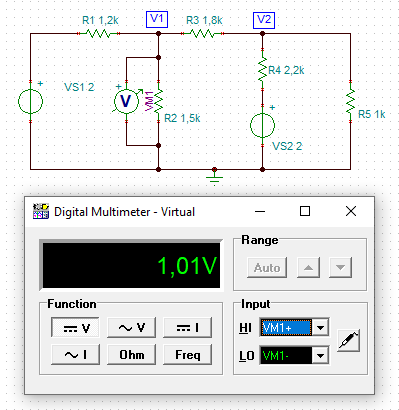 V1
V2
R1 1,2k
R3 1,8k
R4 2,2k
VS1 2
+
+
V
VM1
R2 1,5k
+
R5 1k
VS2 2
Digital Multimeter - Virtual
1,01V
Range
Auto
Function
V
V
I
I
Ohm
Freq
Input
HI VM1+
LO VM1-